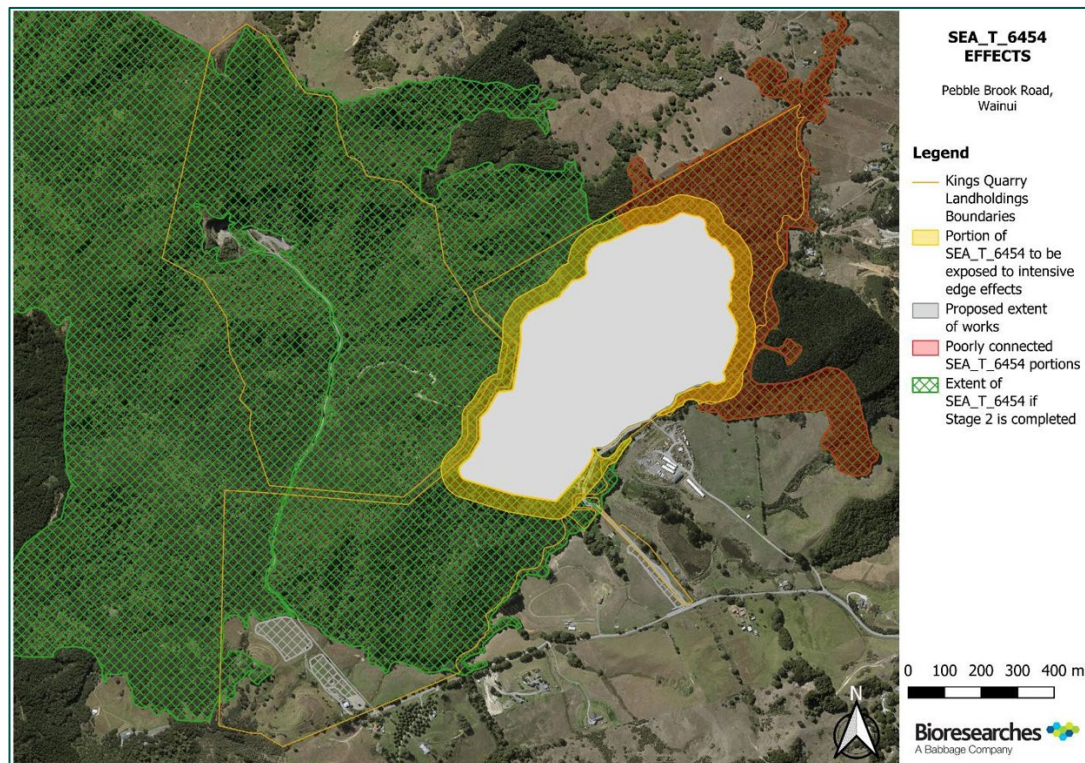 SEA_T_6454
EFFECTS
Pebble Brook Road,
Wainui
Legend
Kings Quarry
Landholdings
Boundaries
Portion of
SEA_T_6454 to be
exposed to intensive
edge effects
Proposed extent
of works
Poorly connected
SEA_T_6454 portions
Extent of
SEA_T_6454 if
Stage 2 is completed
0 100 200 300 400 m
N
Bioresearches
A Babbage Company